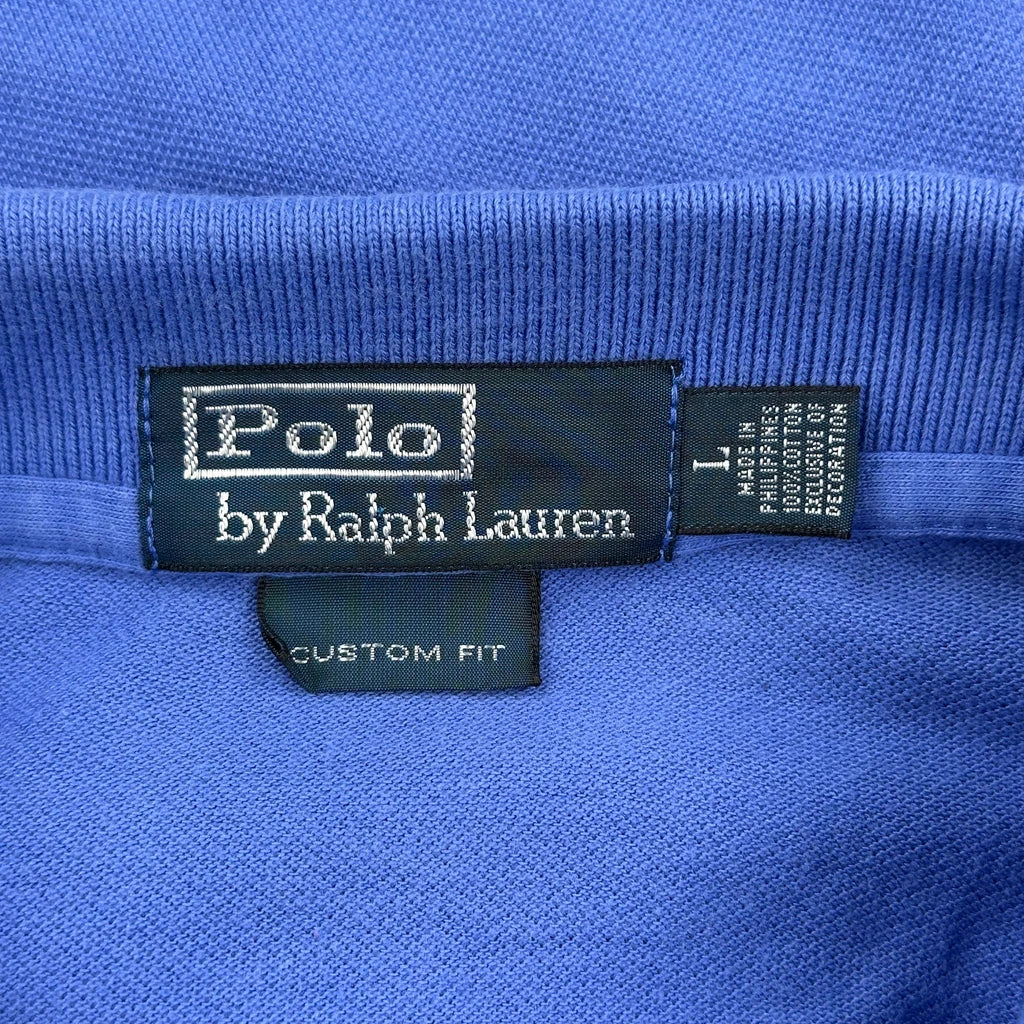 Polo
by Ralph Lauren
L
MADE IN
PHILIPPINES
100%COTTON
EXCLUSIVE OF
DECORATION
CUSTOM FIT